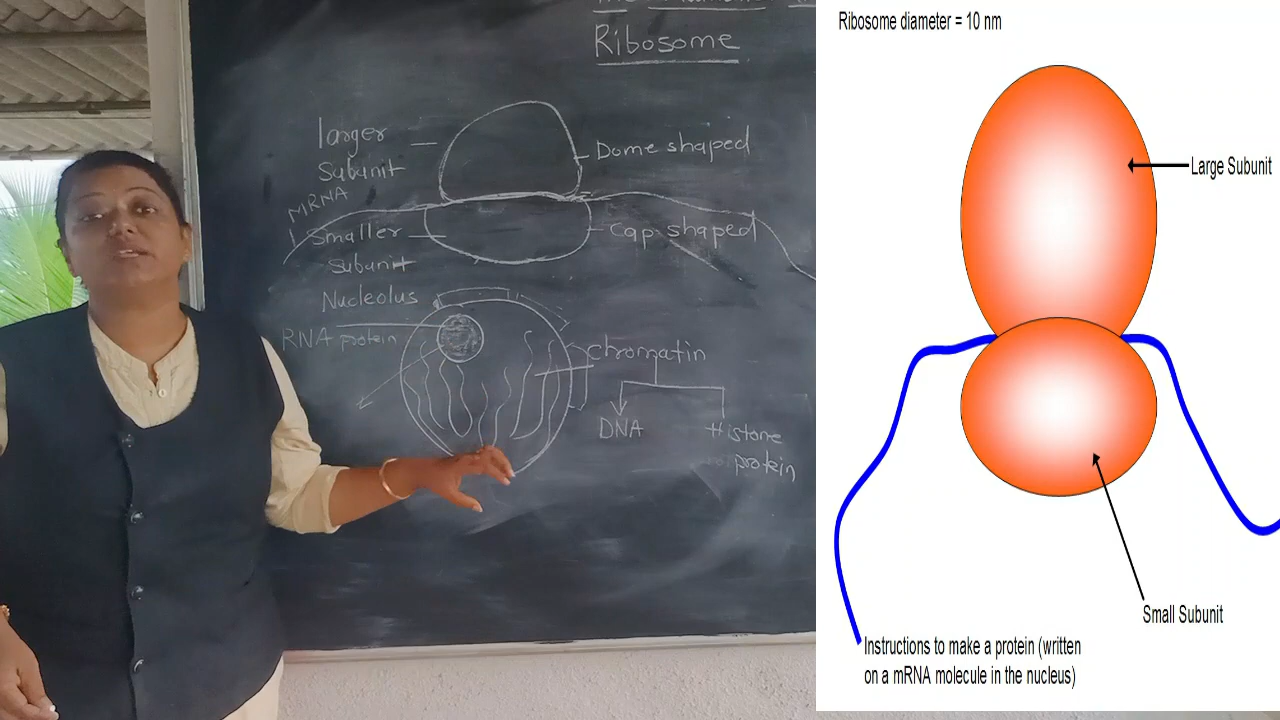 Ribosome
larger
Subunit
Dome shaped
MRNA
Smaller
Subunit
Cap shaped
Nucleolus
RNA protein
chromatin
DNA
Histone
protein
Ribosome diameter = 10 nm
Large Subunit
Small Subunit
Instructions to make a protein (written
on a mRNA molecule in the nucleus)